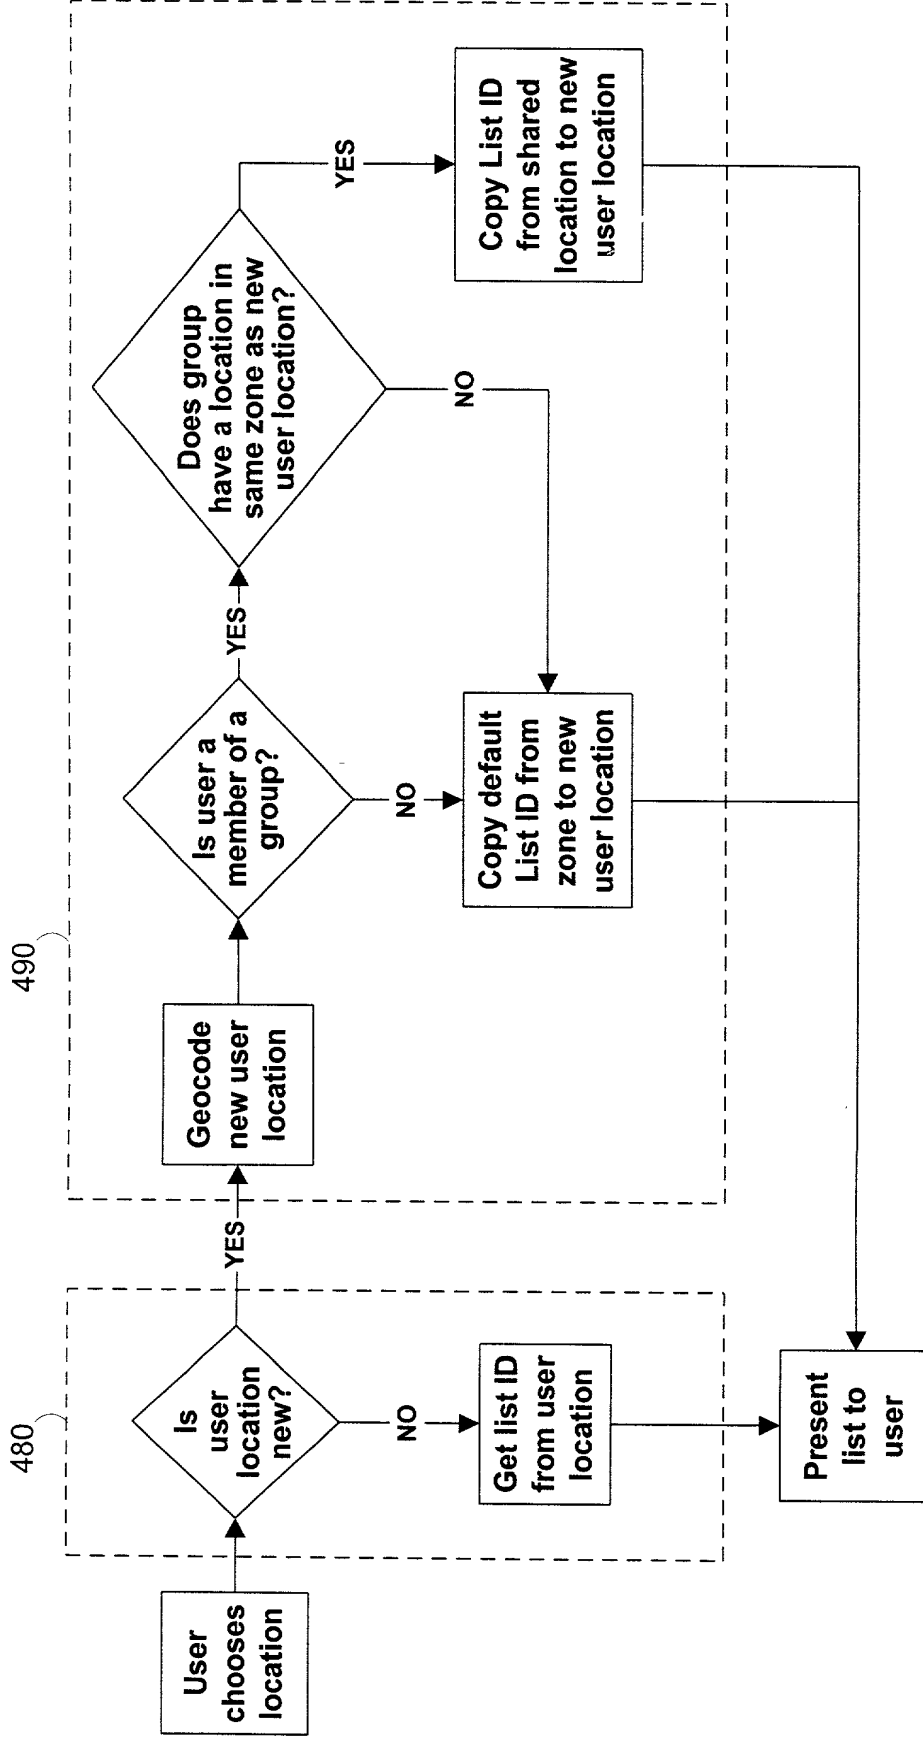 480
490
User
chooses
location
Is
user
location
new?
YES
NO
Get list ID
from user
location
Present
list to
user
Geocode
new user
location
Is user a
member of a
group?
YES
NO
Copy default
List ID from
zone to new
user location
Does group
have a location in
same zone as new
user location?
YES
NO
Copy List ID
from shared
location to new
user location